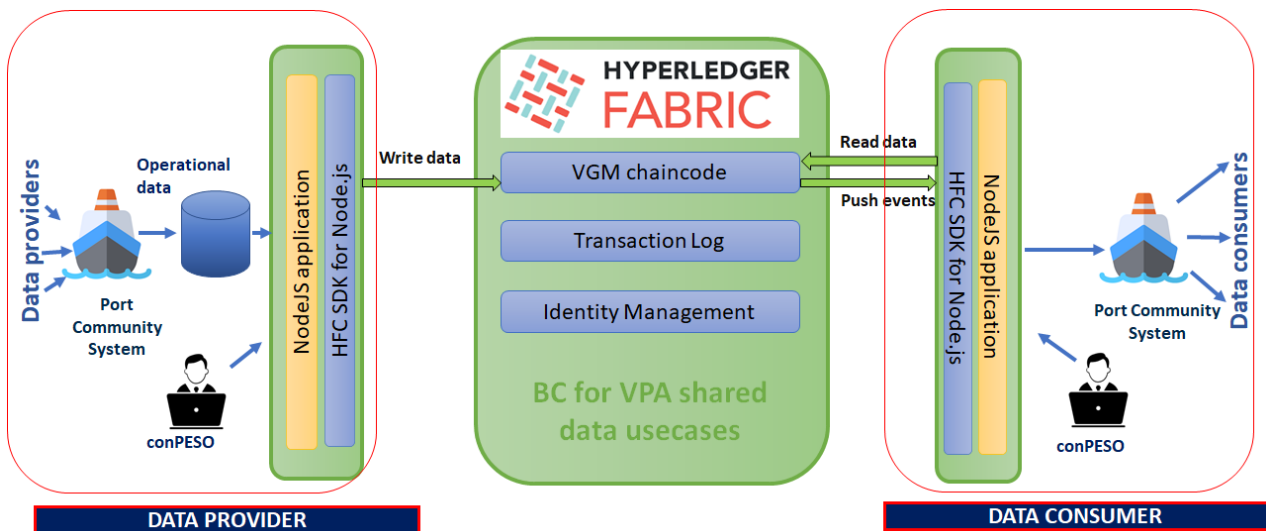 Data providers
Operational
data
Port
Community
System
conPESO
NodeJS application
HFC SDK for Node.js
DATA PROVIDER
Write data
HYPERLEDGER
FABRIC
VGM chaincode
Transaction Log
Identity Management
BC for VPA shared
data usecases
Read data
Push events
HFC SDK for Node.js
NodeJS application
Port Community
System
conPESO
Data consumers
DATA CONSUMER